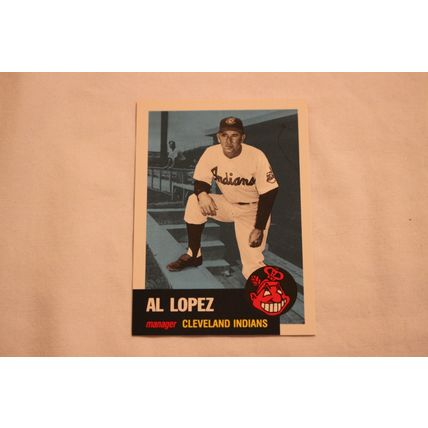 Indians
AL LOPEZ
manager CLEVELAND INDIANS